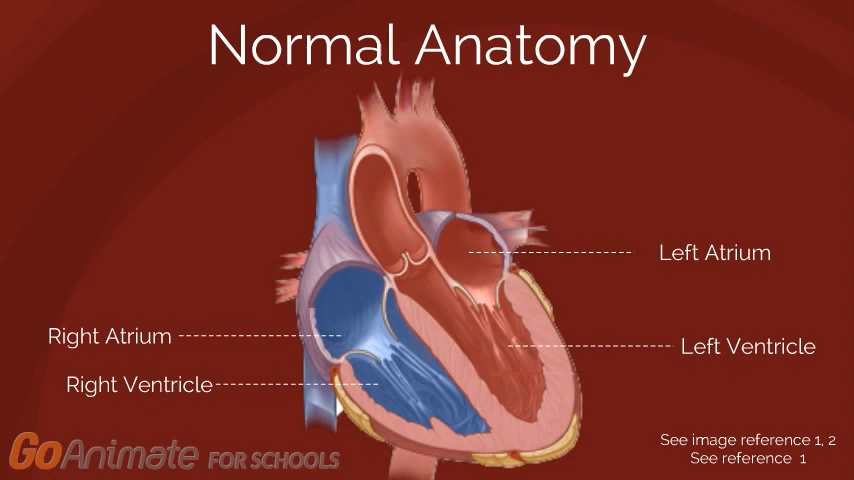 Normal Anatomy
Left Atrium
Right Atrium
Left Ventricle
Right Ventricle
See image reference 1, 2
See reference 1
GoAnimate FOR SCHOOLS